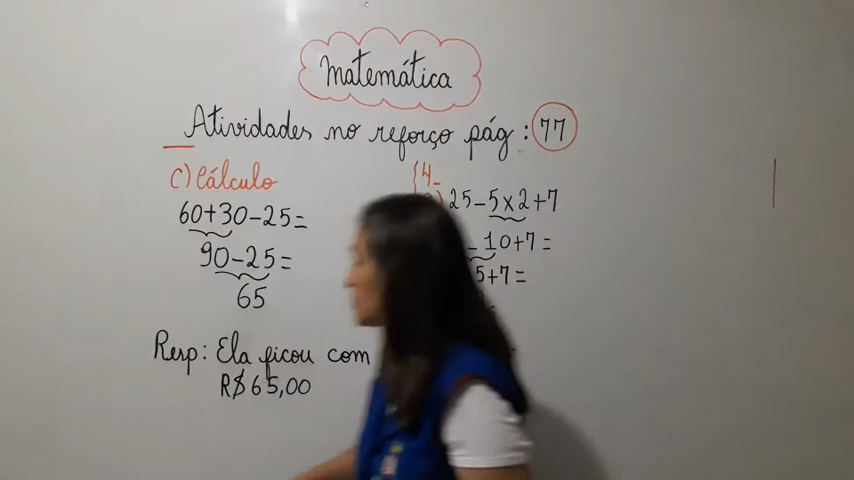 Matemática
Atividades no reforço pág: 77
c) Cálculo
60+30-25=
90-25=
65
Resp: Ela ficou com
R$65,00
4
25-5x2+7
-10+7=
5+7=